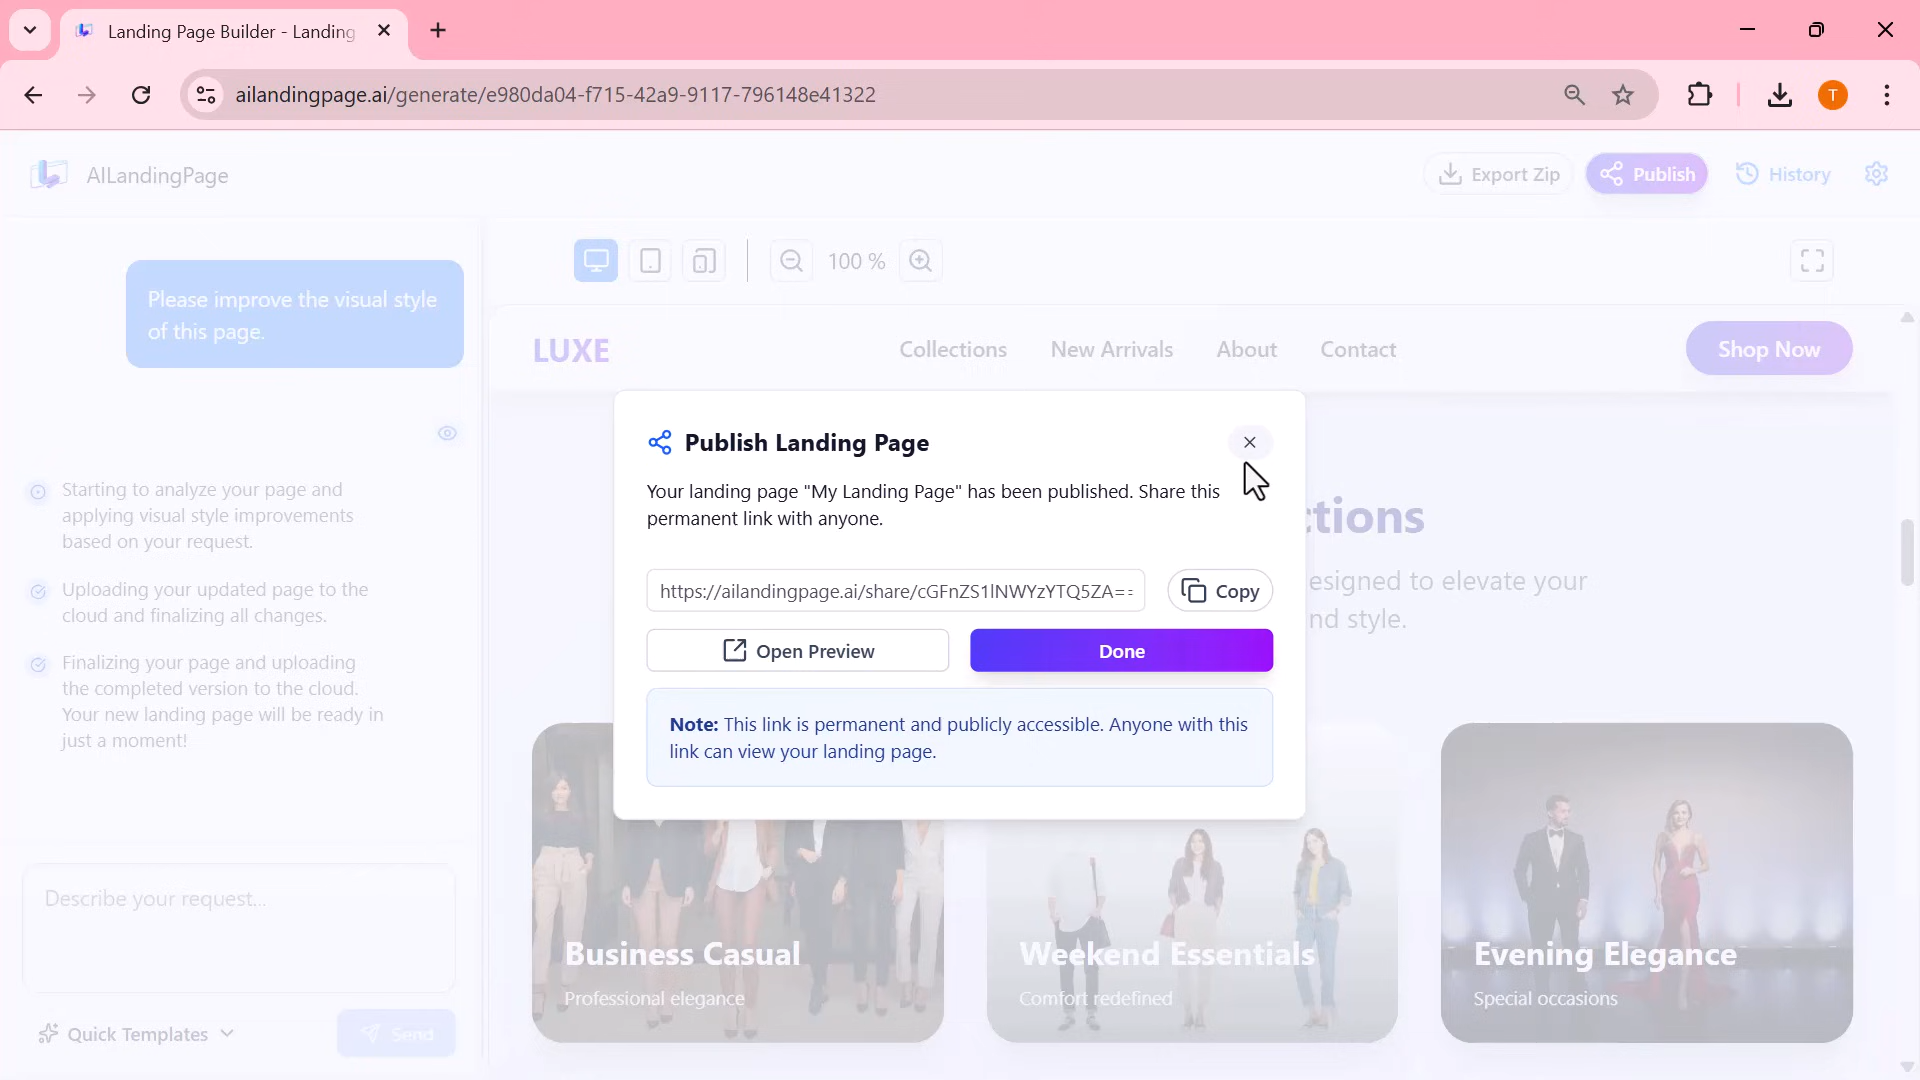 Landing Page Builder - Landing
ailandingpage.ai/generate/e980da04-f715-42a9-9117-796148e41322
T
AILandingPage
Export Zip
Publish
History
Please improve the visual style
of this page.
Starting to analyze your page and
applying visual style improvements
based on your request.
Uploading your updated page to the
cloud and finalizing all changes.
Finalizing your page and uploading
the completed version to the cloud.
Your new landing page will be ready in
just a moment!
Describe your request...
Quick Templates
Send
100 %
LUXE
Collections
New Arrivals
About
Contact
Shop Now
ctions
esigned to elevate your
nd style.
Publish Landing Page
Your landing page "My Landing Page" has been published. Share this
permanent link with anyone.
https://ailandingpage.ai/share/cGFnZS1lNWYzYTQ5ZA==
Copy
Open Preview
Done
Note: This link is permanent and publicly accessible. Anyone with this
link can view your landing page.
Business Casual
Professional elegance
Weekend Essentials
Comfort redefined
Evening Elegance
Special occasions